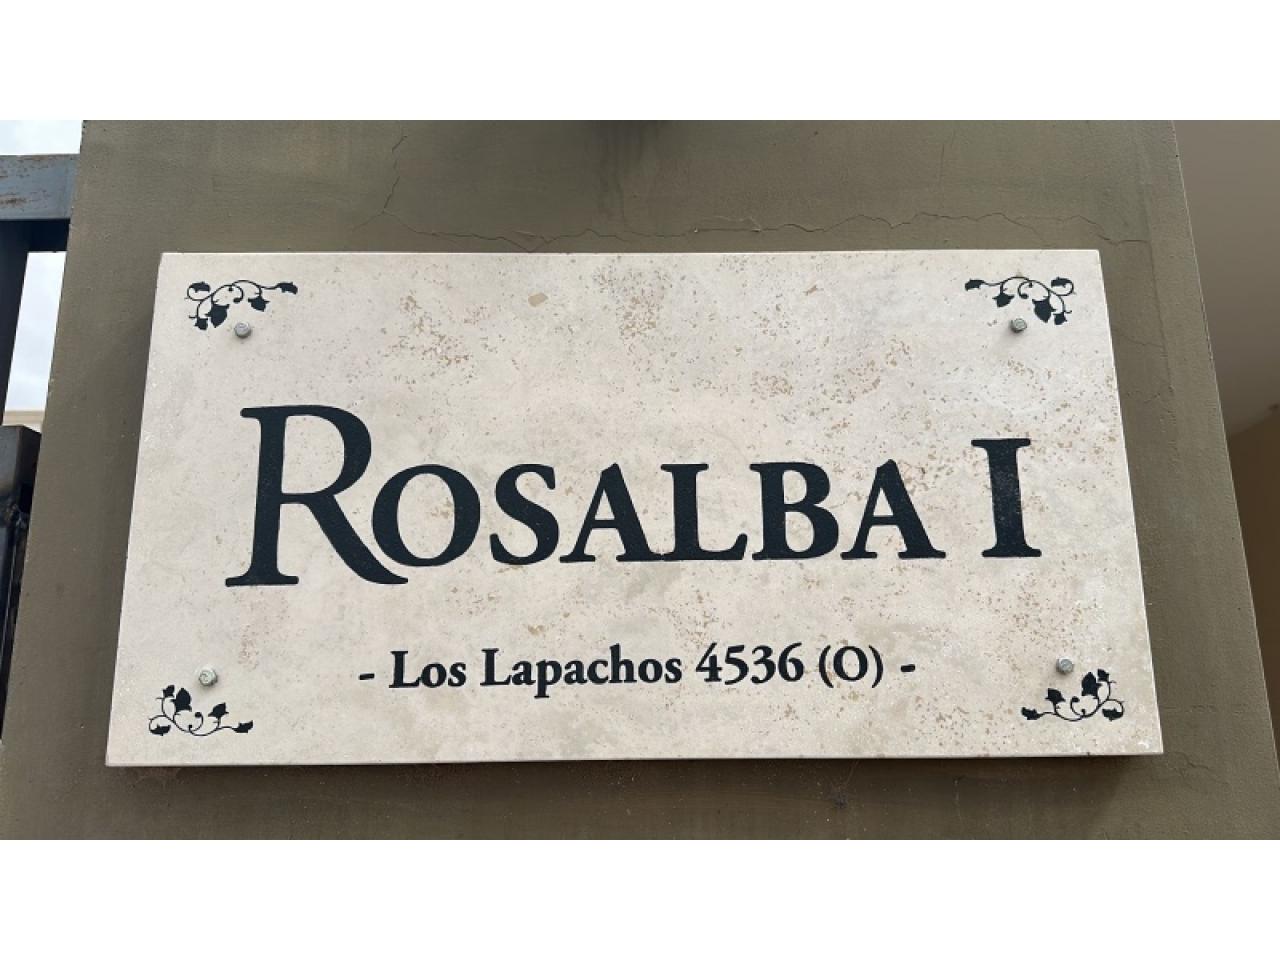 ROSALBA I
- Los Lapachos 4536 (O) -